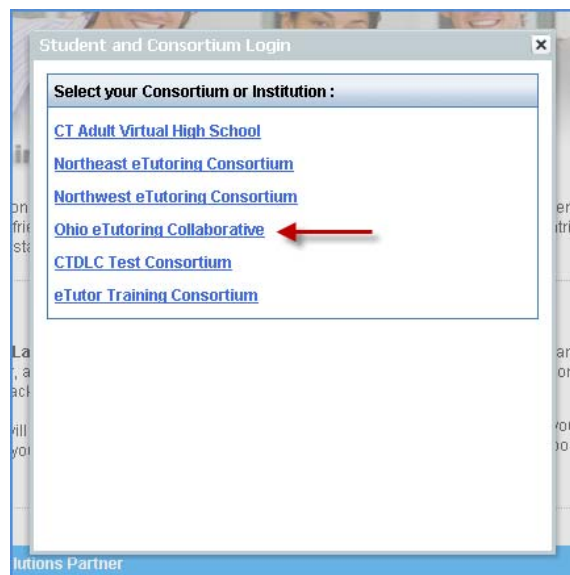 Student and Consortium Login
Select your Consortium or Institution :
CT Adult Virtual High School
Northeast eTutoring Consortium
Northwest eTutoring Consortium
Ohio eTutoring Collaborative
CTDLC Test Consortium
eTutor Training Consortium
lutions Partner